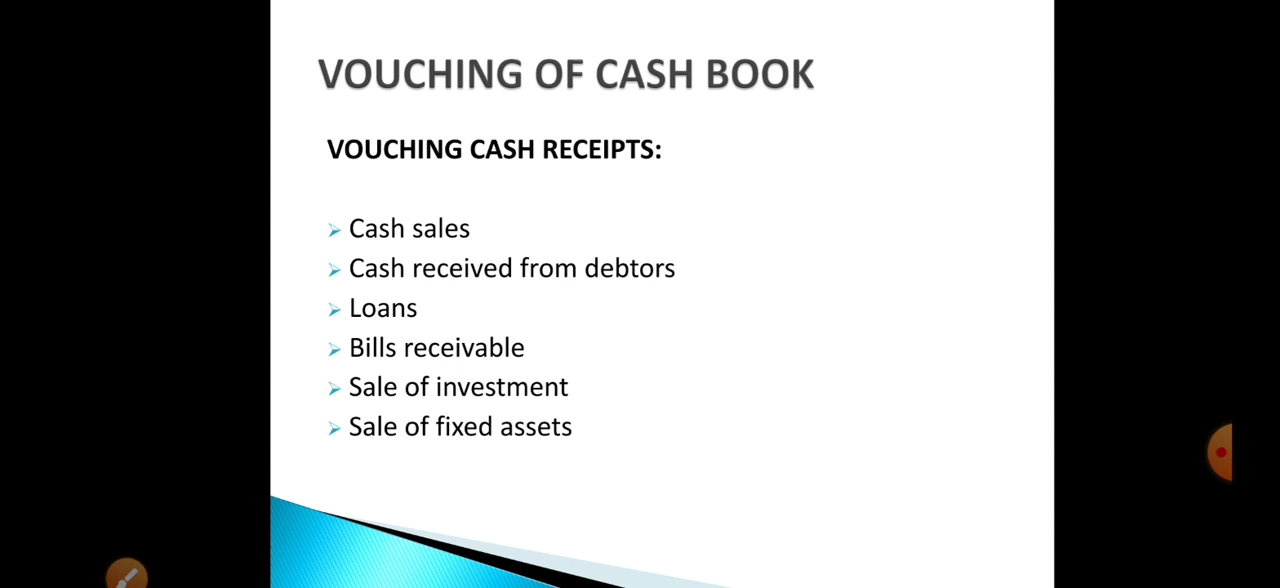 VOUCHING OF CASH BOOK
VOUCHING CASH RECEIPTS:
Cash sales
Cash received from debtors
Loans
Bills receivable
Sale of investment
Sale of fixed assets